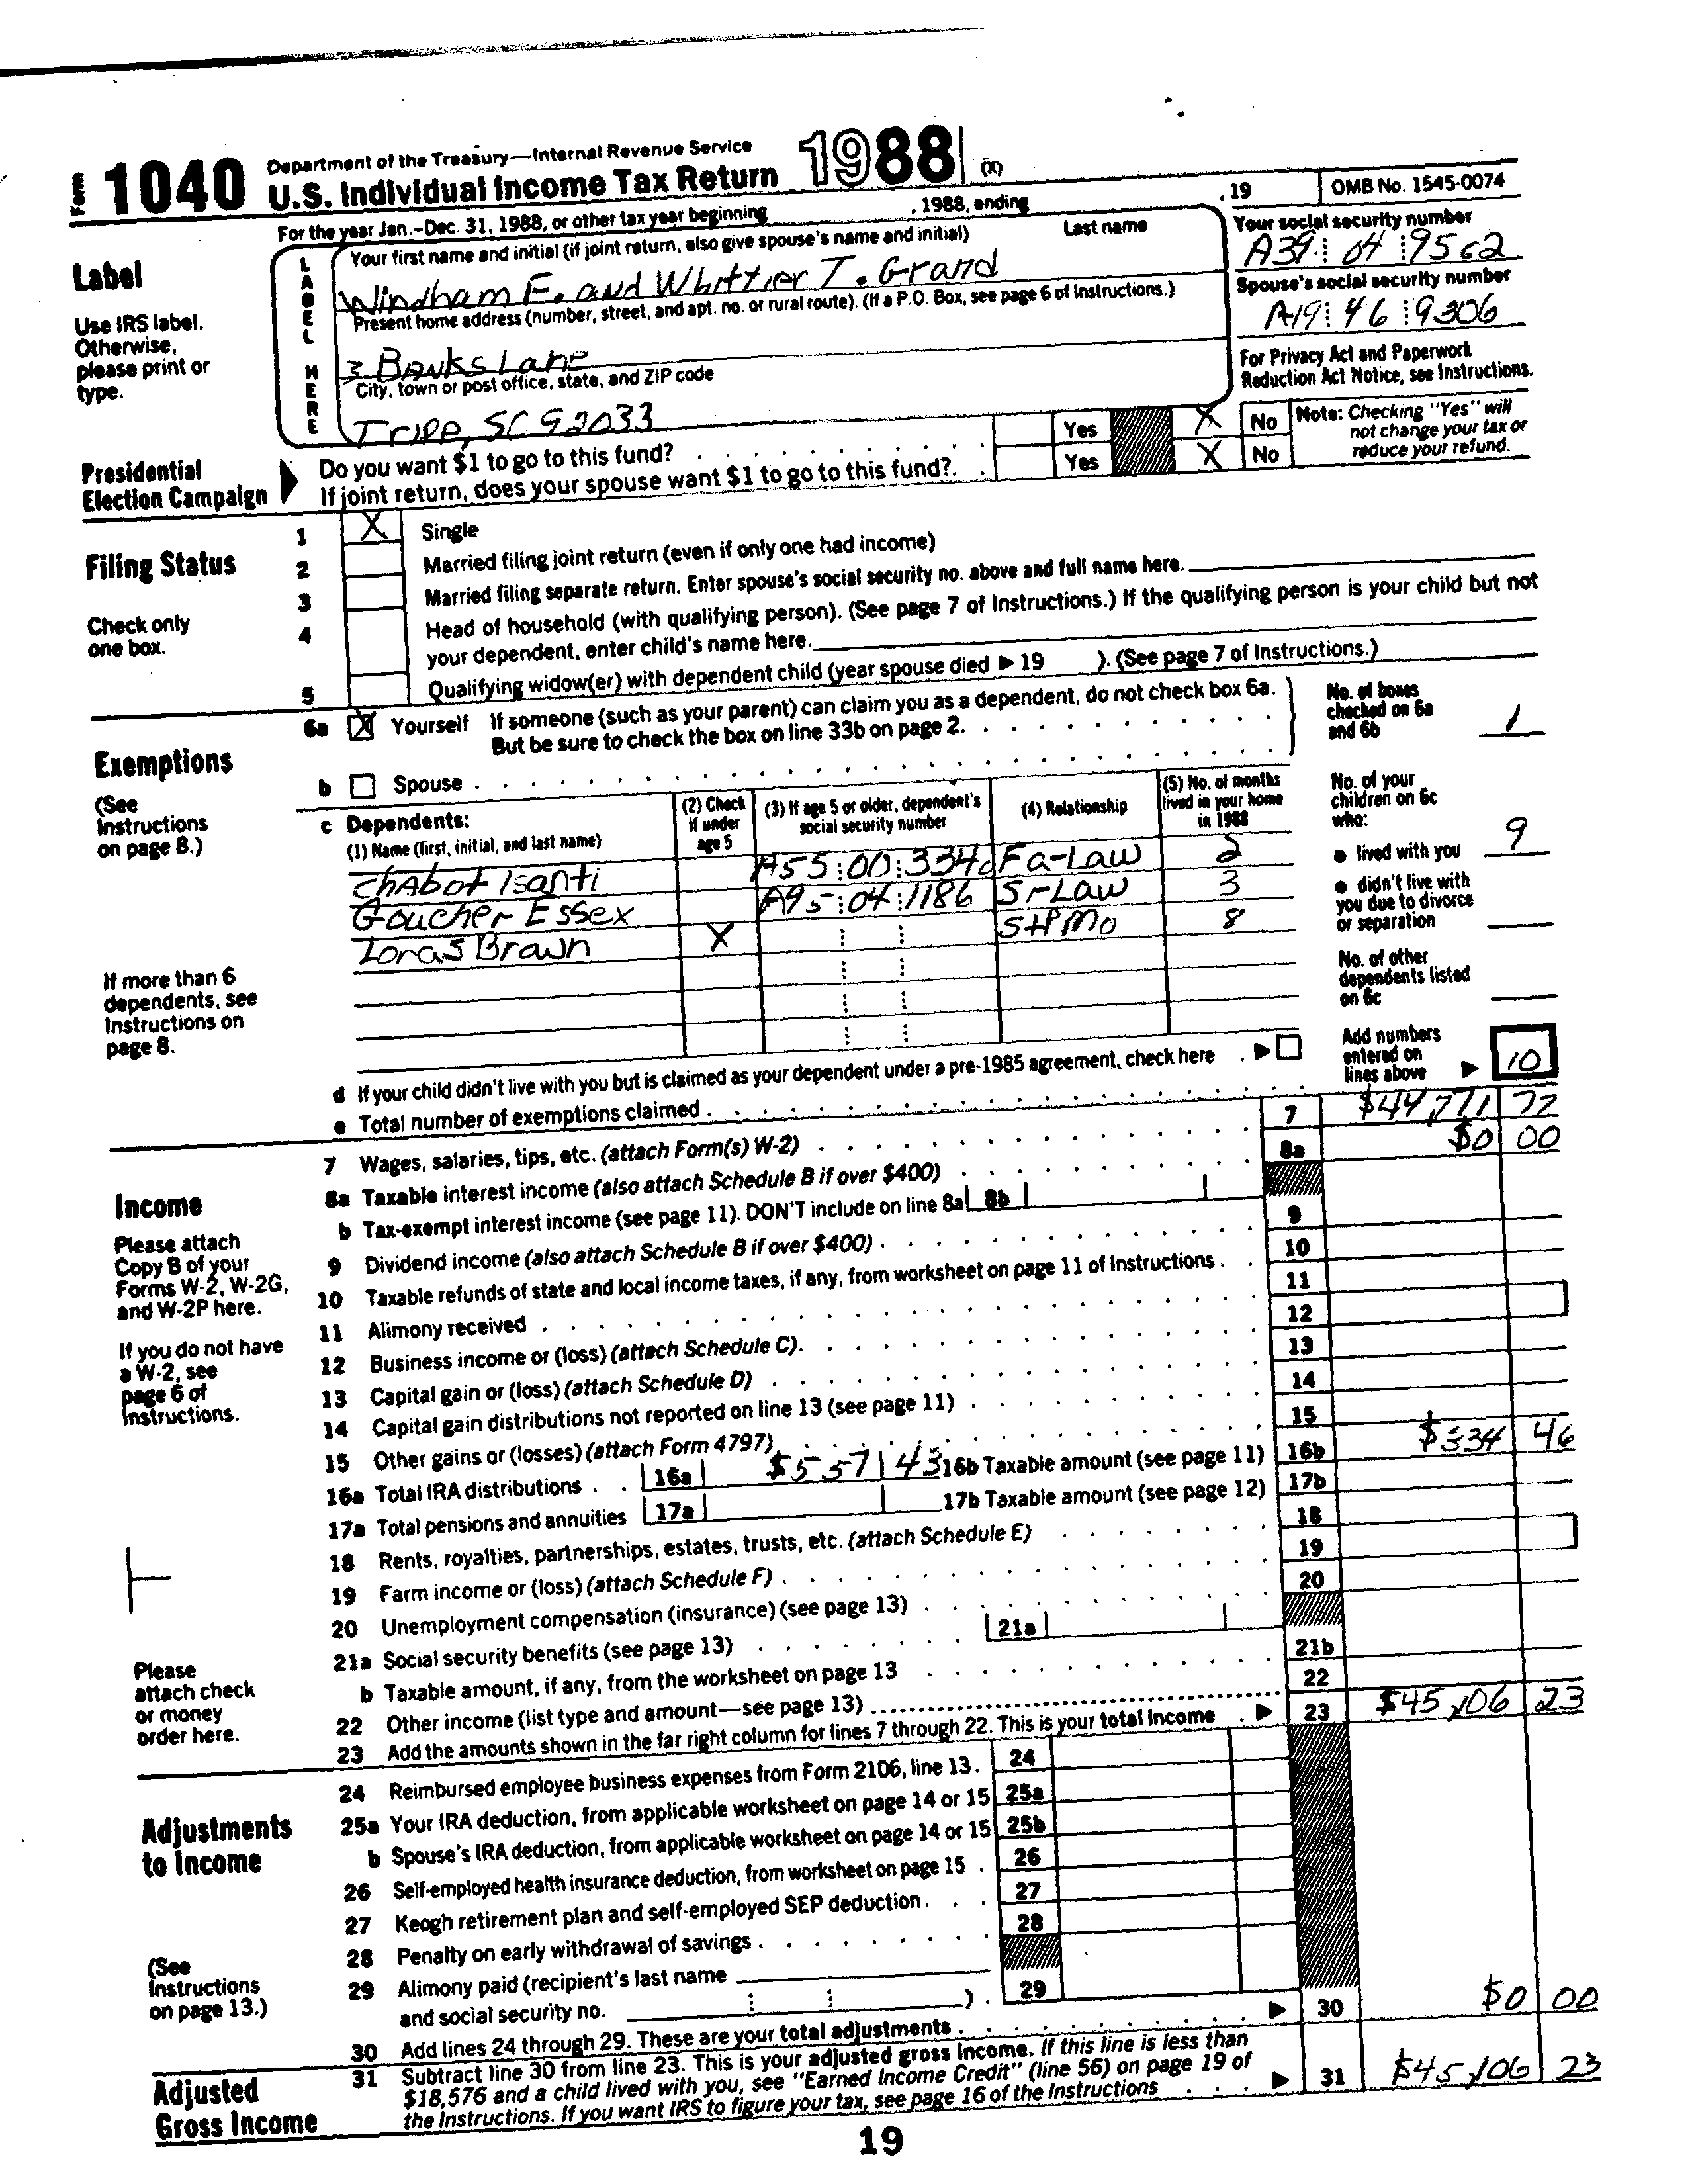 Form 1040 Department of the Treasury—Internal Revenue Service
U.S. Individual Income Tax Return 1988 (X)
For the year Jan.–Dec. 31, 1988, or other tax year beginning , 1988, ending , 19 OMB No. 1545-0074
Label
Use IRS label.
Otherwise,
please print or
type.
LABEL HERE
Your first name and initial (if joint return, also give spouse's name and initial) Last name
Windham F. and Whittier T. Grand
Present home address (number, street, and apt. no. or rural route). (If a P.O. Box, see page 6 of Instructions.)
3 Banks Lane
City, town or post office, state, and ZIP code
Tripp, SC 92033
Your social security number
A39 04 9562
Spouse's social security number
A19 46 9306
For Privacy Act and Paperwork
Reduction Act Notice, see Instructions.
Presidential
Election Campaign
Do you want $1 to go to this fund? Yes X No
If joint return, does your spouse want $1 to go to this fund? Yes X No
Note: Checking "Yes" will
not change your tax or
reduce your refund.
Filing Status
Check only
one box.
1 X Single
2 Married filing joint return (even if only one had income)
3 Married filing separate return. Enter spouse's social security no. above and full name here.
4 Head of household (with qualifying person). (See page 7 of Instructions.) If the qualifying person is your child but not
your dependent, enter child's name here.
5 Qualifying widow(er) with dependent child (year spouse died ▶ 19 ). (See page 7 of Instructions.)
Exemptions
(See
Instructions
on page 8.)
If more than 6
dependents, see
Instructions on
page 8.
6a X Yourself If someone (such as your parent) can claim you as a dependent, do not check box 6a.
But be sure to check the box on line 33b on page 2.
b Spouse
No. of boxes
checked on 6a
and 6b 1
c Dependents:
(1) Name (first, initial, and last name)
(2) Check
if under
age 5
(3) If age 5 or older, dependent's
social security number
(4) Relationship
(5) No. of months
lived in your home
in 1988
Chabot Isanti A55 00 334 Fa-Law 2
Goucher Essex A95 04 1186 Sr Law 3
Loras Brawn X StPMo 8
No. of your
children on 6c
who:
● lived with you 9
● didn't live with
you due to divorce
or separation
No. of other
dependents listed
on 6c
Add numbers
entered on
lines above ▶ 10
d If your child didn't live with you but is claimed as your dependent under a pre-1985 agreement, check here ▶
e Total number of exemptions claimed
Income
Please attach
Copy B of your
Forms W-2, W-2G,
and W-2P here.
If you do not have
a W-2, see
page 6 of
Instructions.
Please
attach check
or money
order here.
7 Wages, salaries, tips, etc. (attach Form(s) W-2) 7 $44,771 77
8a Taxable interest income (also attach Schedule B if over $400) 8a $0 00
b Tax-exempt interest income (see page 11). DON'T include on line 8a 8b
9 Dividend income (also attach Schedule B if over $400) 9
10 Taxable refunds of state and local income taxes, if any, from worksheet on page 11 of Instructions 10
11 Alimony received 11
12 Business income or (loss) (attach Schedule C) 12
13 Capital gain or (loss) (attach Schedule D) 13
14 Capital gain distributions not reported on line 13 (see page 11) 14
15 Other gains or (losses) (attach Form 4797) 15
16a Total IRA distributions 16a $557 43 16b Taxable amount (see page 11) 16b $334 46
17a Total pensions and annuities 17a 17b Taxable amount (see page 12) 17b
18 Rents, royalties, partnerships, estates, trusts, etc. (attach Schedule E) 18
19 Farm income or (loss) (attach Schedule F) 19
20 Unemployment compensation (insurance) (see page 13) 20
21a Social security benefits (see page 13) 21a
b Taxable amount, if any, from the worksheet on page 13 21b
22 Other income (list type and amount—see page 13) 22
23 Add the amounts shown in the far right column for lines 7 through 22. This is your total income ▶ 23 $45,106 23
Adjustments
to Income
(See
Instructions
on page 13.)
24 Reimbursed employee business expenses from Form 2106, line 13. 24
25a Your IRA deduction, from applicable worksheet on page 14 or 15 25a
b Spouse's IRA deduction, from applicable worksheet on page 14 or 15 25b
26 Self-employed health insurance deduction, from worksheet on page 15 26
27 Keogh retirement plan and self-employed SEP deduction 27
28 Penalty on early withdrawal of savings 28
29 Alimony paid (recipient's last name
and social security no. ) 29
30 Add lines 24 through 29. These are your total adjustments ▶ 30 $0 00
Adjusted
Gross Income
31 Subtract line 30 from line 23. This is your adjusted gross income. If this line is less than
$18,576 and a child lived with you, see "Earned Income Credit" (line 56) on page 19 of
the Instructions. If you want IRS to figure your tax, see page 16 of the Instructions ▶ 31 $45,106 23
19